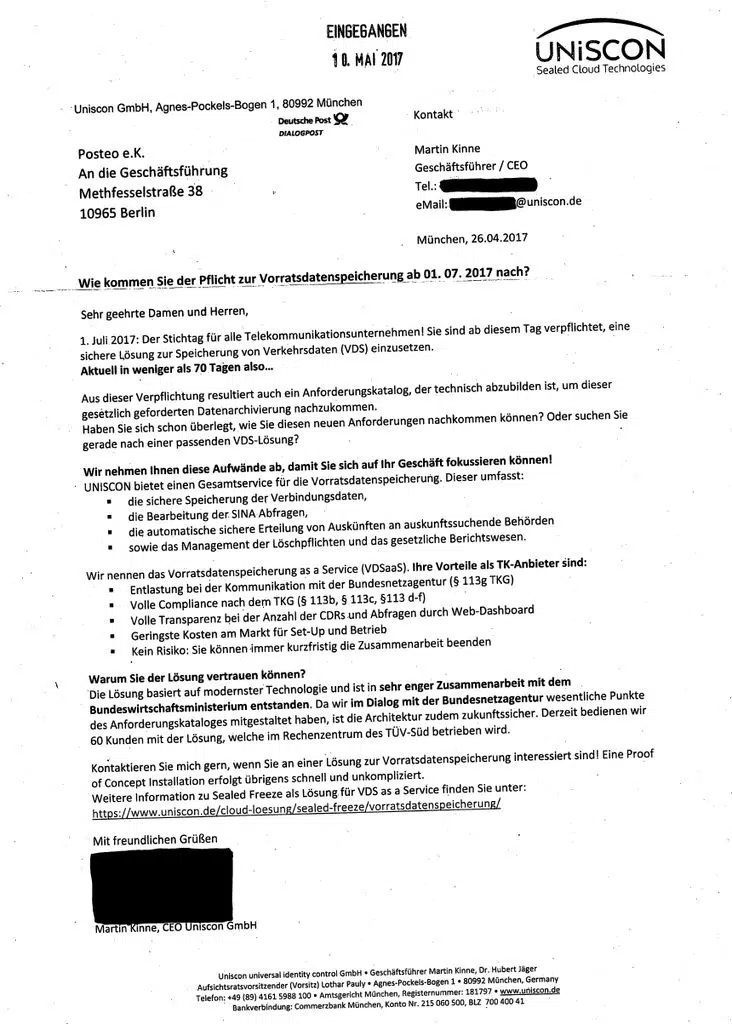 EINGEGANGEN
10. MAI 2017
UNiSCON
Sealed Cloud Technologies
Uniscon GmbH, Agnes-Pockels-Bogen 1, 80992 München
Deutsche Post
DIALOGPOST
Posteo e.K.
An die Geschäftsführung
Methfesselstraße 38
10965 Berlin
Kontakt
Martin Kinne
Geschäftsführer / CEO
Tel.:
eMail: @uniscon.de
München, 26.04.2017
Wie kommen Sie der Pflicht zur Vorratsdatenspeicherung ab 01. 07. 2017 nach?
Sehr geehrte Damen und Herren,
1. Juli 2017: Der Stichtag für alle Telekommunikationsunternehmen! Sie sind ab diesem Tag verpflichtet, eine
sichere Lösung zur Speicherung von Verkehrsdaten (VDS) einzusetzen.
Aktuell in weniger als 70 Tagen also...
Aus dieser Verpflichtung resultiert auch ein Anforderungskatalog, der technisch abzubilden ist, um dieser
gesetzlich geforderten Datenarchivierung nachzukommen.
Haben Sie sich schon überlegt, wie Sie diesen neuen Anforderungen nachkommen können? Oder suchen Sie
gerade nach einer passenden VDS-Lösung?
Wir nehmen Ihnen diese Aufwände ab, damit Sie sich auf Ihr Geschäft fokussieren können!
UNISCON bietet einen Gesamtservice für die Vorratsdatenspeicherung. Dieser umfasst:
▪ die sichere Speicherung der Verbindungsdaten,
▪ die Bearbeitung der SINA Abfragen,
▪ die automatische sichere Erteilung von Auskünften an auskunftssuchende Behörden
▪ sowie das Management der Löschpflichten und das gesetzliche Berichtswesen.
Wir nennen das Vorratsdatenspeicherung as a Service (VDSaaS). Ihre Vorteile als TK-Anbieter sind:
▪ Entlastung bei der Kommunikation mit der Bundesnetzagentur (§ 113g TKG)
▪ Volle Compliance nach dem TKG (§ 113b, § 113c, §113 d-f)
▪ Volle Transparenz bei der Anzahl der CDRs und Abfragen durch Web-Dashboard
▪ Geringste Kosten am Markt für Set-Up und Betrieb
▪ Kein Risiko: Sie können immer kurzfristig die Zusammenarbeit beenden
Warum Sie der Lösung vertrauen können?
Die Lösung basiert auf modernster Technologie und ist in sehr enger Zusammenarbeit mit dem
Bundeswirtschaftsministerium entstanden. Da wir im Dialog mit der Bundesnetzagentur wesentliche Punkte
des Anforderungskataloges mitgestaltet haben, ist die Architektur zudem zukunftssicher. Derzeit bedienen wir
60 Kunden mit der Lösung, welche im Rechenzentrum des TÜV-Süd betrieben wird.
Kontaktieren Sie mich gern, wenn Sie an einer Lösung zur Vorratsdatenspeicherung interessiert sind! Eine Proof
of Concept Installation erfolgt übrigens schnell und unkompliziert.
Weitere Information zu Sealed Freeze als Lösung für VDS as a Service finden Sie unter:
https://www.uniscon.de/cloud-loesung/sealed-freeze/vorratsdatenspeicherung/
Mit freundlichen Grüßen
Martin Kinne, CEO Uniscon GmbH
Uniscon universal identity control GmbH • Geschäftsführer Martin Kinne, Dr. Hubert Jäger
Aufsichtsratsvorsitzender (Vorsitz) Lothar Pauly • Agnes-Pockels-Bogen 1 • 80992 München, Germany
Telefon: +49 (89) 4161 5988 100 • Amtsgericht München, Registernummer: 181797 • www.uniscon.de
Bankverbindung: Commerzbank München, Konto Nr. 215 060 500, BLZ 700 400 41